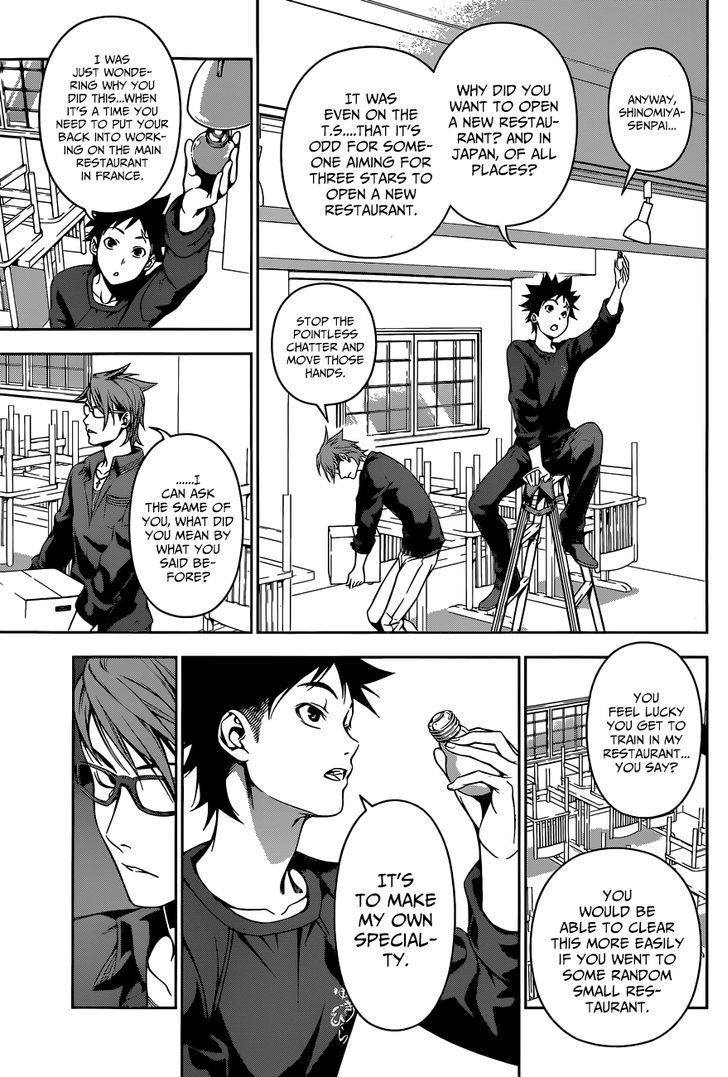 ANYWAY,
SHINOMIYA-
SENPAI...
WHY DID YOU
WANT TO OPEN
A NEW RESTAU-
RANT? AND IN
JAPAN, OF ALL
PLACES?
IT WAS
EVEN ON THE
T.S....THAT IT'S
ODD FOR SOME-
ONE AIMING FOR
THREE STARS TO
OPEN A NEW
RESTAURANT.
STOP THE
POINTLESS
CHATTER AND
MOVE THOSE
HANDS.
I WAS
JUST WONDE-
RING WHY YOU
DID THIS...WHEN
IT'S A TIME YOU
NEED TO PUT YOUR
BACK INTO WORK-
ING ON THE MAIN
RESTAURANT
IN FRANCE.
......I
CAN ASK
THE SAME OF
YOU, WHAT DID
YOU MEAN BY
WHAT YOU
SAID BE-
FORE?
YOU
FEEL LUCKY
YOU GET TO
TRAIN IN MY
RESTAURANT...
YOU SAY?
YOU
WOULD BE
ABLE TO CLEAR
THIS MORE EASILY
IF YOU WENT TO
SOME RANDOM
SMALL RES-
TAURANT.
IT'S
TO MAKE
MY OWN
SPECIAL-
TY.